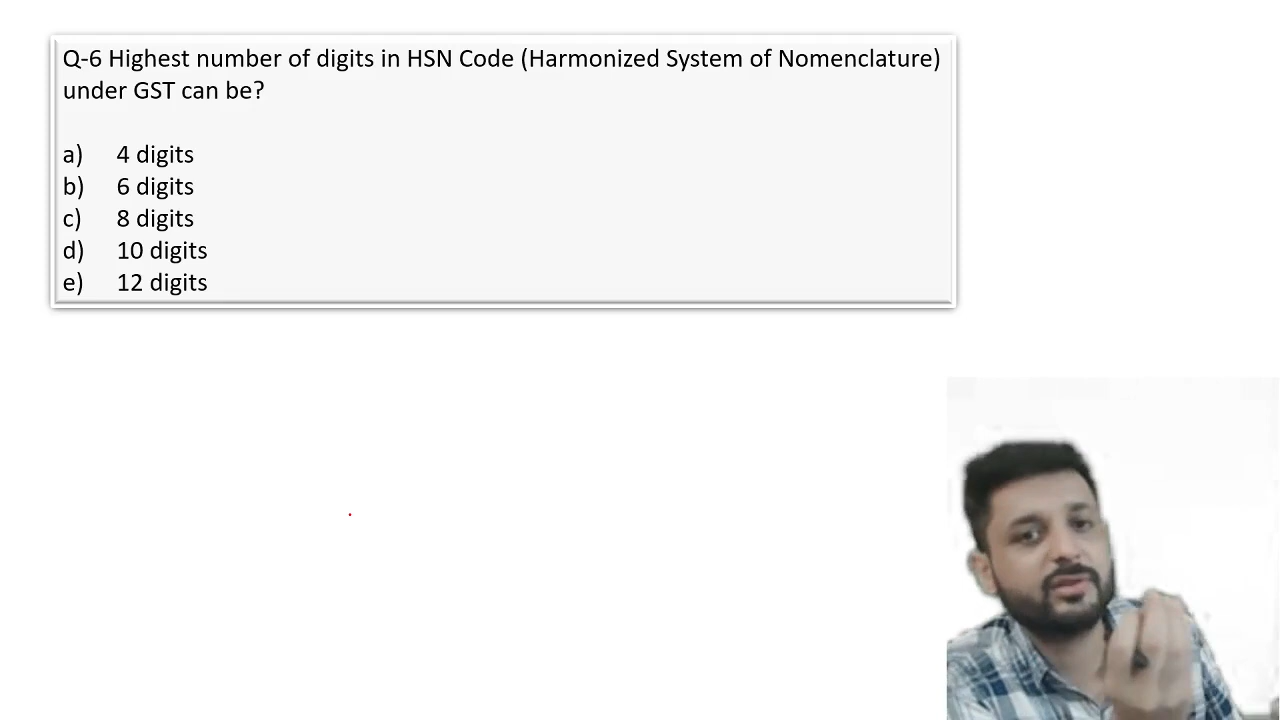 Q-6 Highest number of digits in HSN Code (Harmonized System of Nomenclature)
under GST can be?
a) 4 digits
b) 6 digits
c) 8 digits
d) 10 digits
e) 12 digits